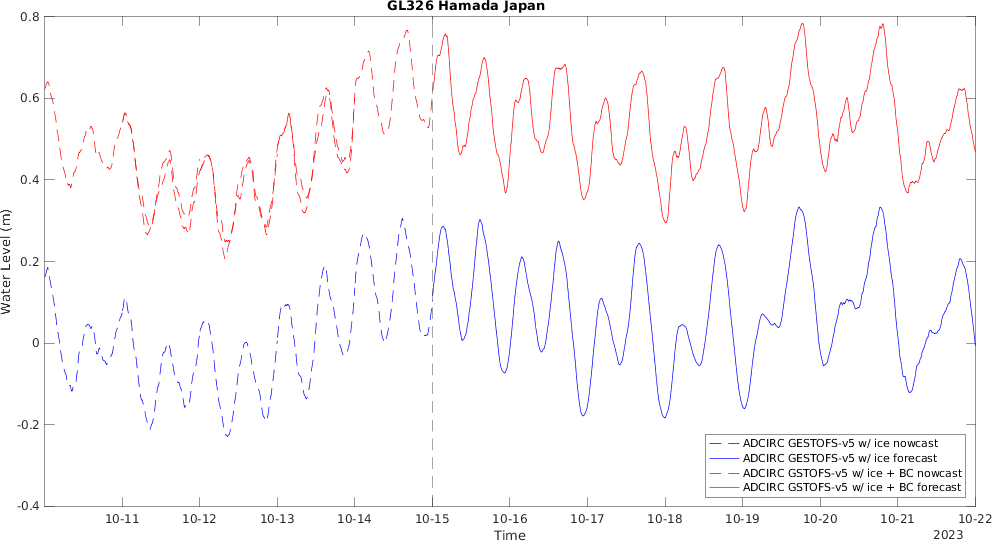 GL326 Hamada Japan
0.8
0.6
0.4
0.2
0
-0.2
-0.4
Water Level (m)
ADCIRC GESTOFS-v5 w/ ice nowcast
ADCIRC GESTOFS-v5 w/ ice forecast
ADCIRC GSTOFS-v5 w/ ice + BC nowcast
ADCIRC GSTOFS-v5 w/ ice + BC forecast
10-11 10-12 10-13 10-14 10-15 10-16 10-17 10-18 10-19 10-20 10-21 10-22
Time
2023